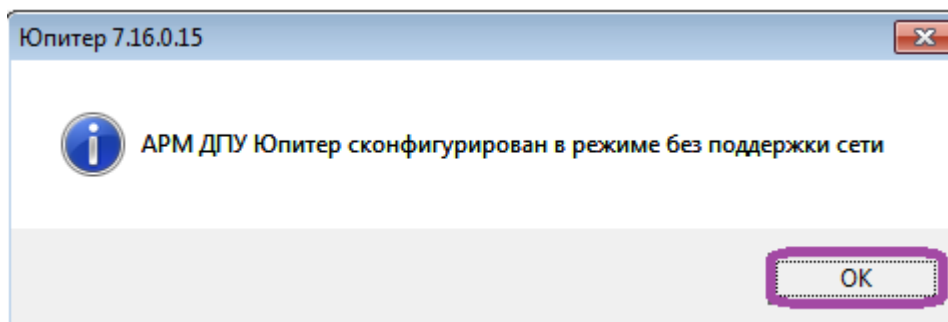 Юпитер 7.16.0.15
АРМ ДПУ Юпитер сконфигурирован в режиме без поддержки сети
OK